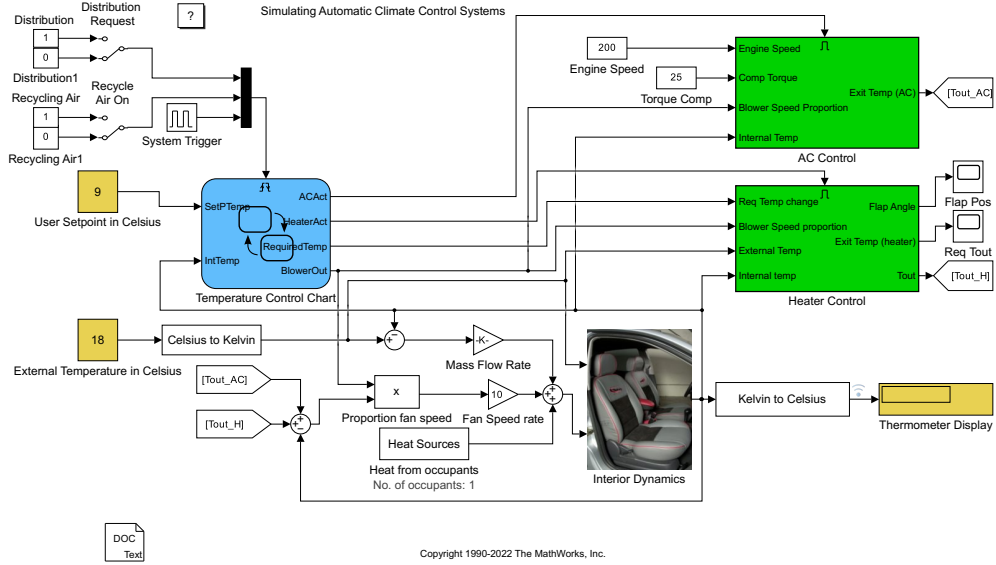 Simulating Automatic Climate Control Systems
Distribution
Request
?
Distribution
1
0
Distribution1
Recycle
Air On
Recycling Air
1
0
Recycling Air1
System Trigger
200
Engine Speed
25
Torque Comp
Engine Speed
Comp Torque
Blower Speed Proportion
Internal Temp
Exit Temp (AC)
AC Control
[Tout_AC]
9
User Setpoint in Celsius
SetPTemp
IntTemp
ACAct
HeaterAct
RequiredTemp
BlowerOut
Temperature Control Chart
Req Temp change
Blower Speed proportion
External Temp
Internal temp
Flap Angle
Exit Temp (heater)
Tout
Heater Control
Flap Pos
Req Tout
[Tout_H]
18
External Temperature in Celsius
Celsius to Kelvin
-K-
Mass Flow Rate
[Tout_AC]
[Tout_H]
x
Proportion fan speed
10
Fan Speed rate
Heat Sources
Heat from occupants
No. of occupants: 1
Interior Dynamics
Kelvin to Celsius
Thermometer Display
DOC
Text
Copyright 1990-2022 The MathWorks, Inc.